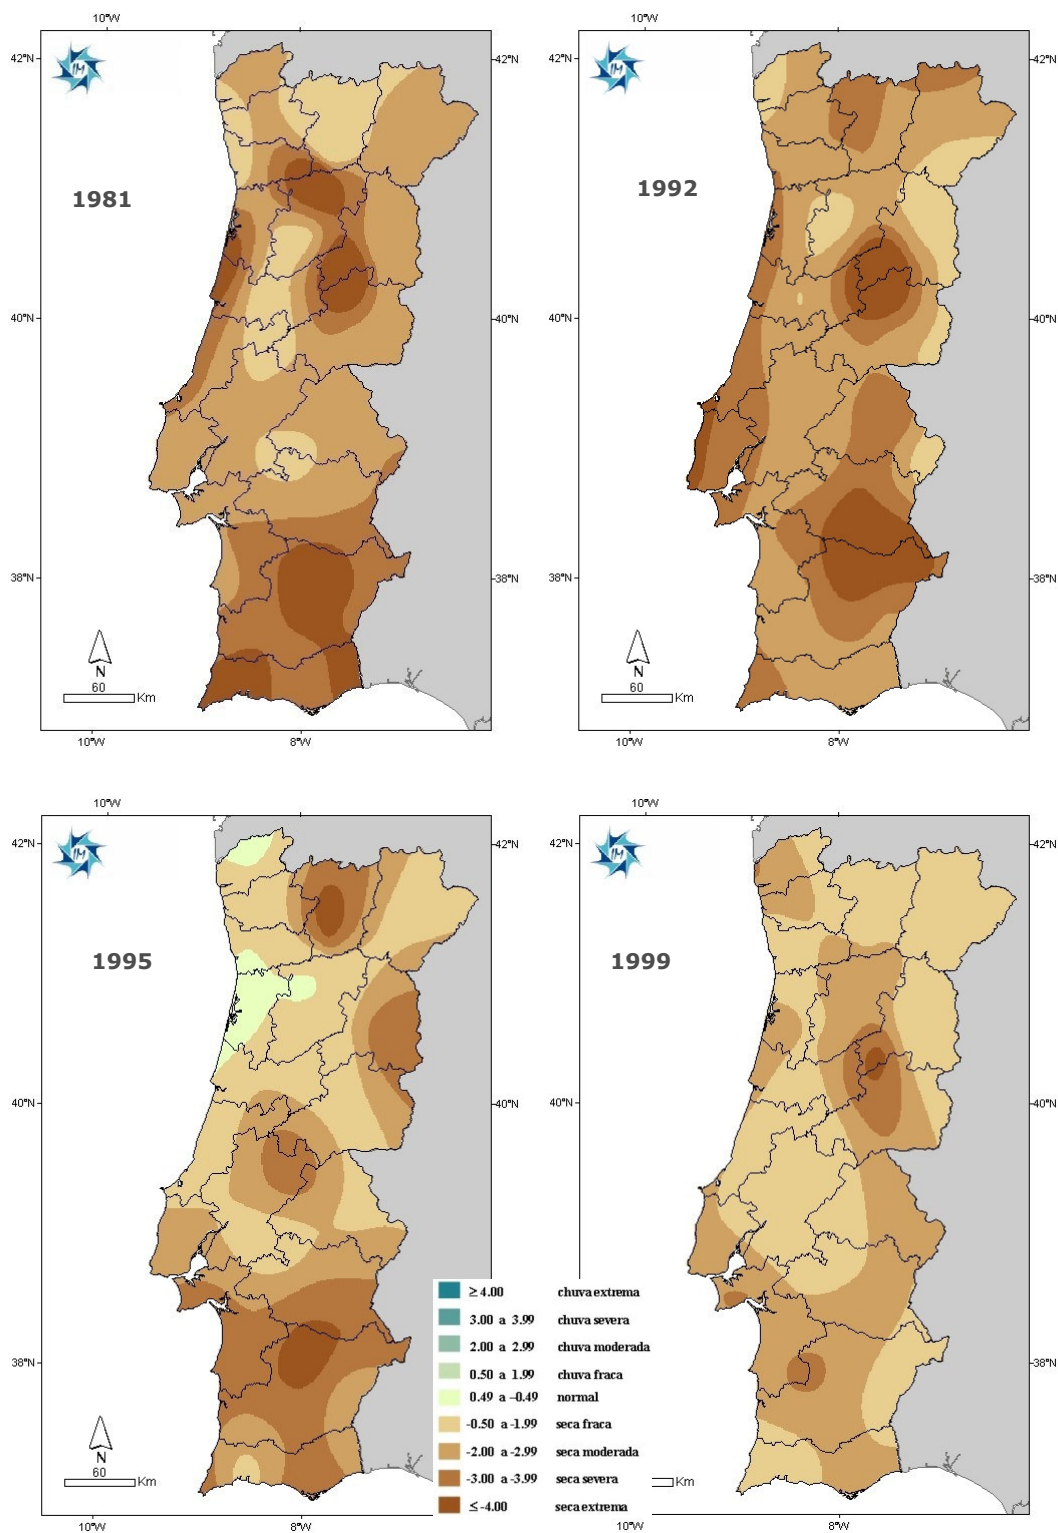 10°W
10°W
42°N
42°N
42°N
IM
IM
1981
1992
40°N
40°N
40°N
38°N
38°N
38°N
N
60
Km
N
60
Km
10°W
8°W
10°W
8°W
10°W
10°W
42°N
42°N
42°N
IM
IM
1995
1999
40°N
40°N
40°N
38°N
38°N
≥ 4.00 chuva extrema
3.00 a 3.99 chuva severa
2.00 a 2.99 chuva moderada
0.50 a 1.99 chuva fraca
0.49 a -0.49 normal
-0.50 a -1.99 seca fraca
-2.00 a -2.99 seca moderada
-3.00 a -3.99 seca severa
≤ -4.00 seca extrema
N
60
Km
Km
10°W
8°W
10°W
8°W